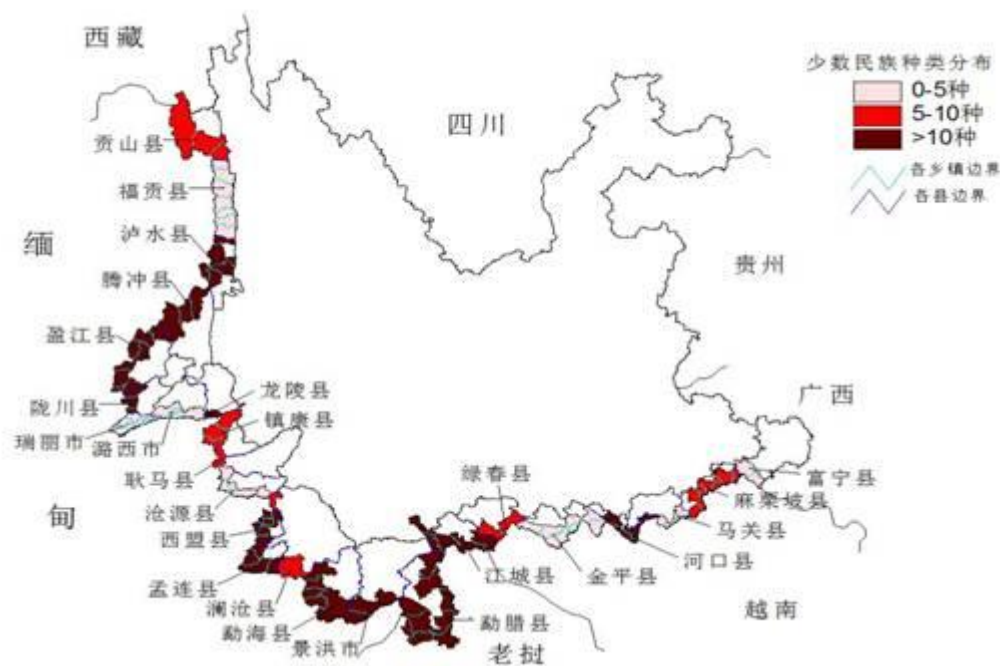 西藏
四川
少数民族种类分布
0-5种
5-10种
>10种
各乡镇边界
各县边界
贡山县
福贡县
缅
泸水县
贵州
腾冲县
盈江县
广西
陇川县
龙陵县
瑞丽市
镇康县
潞西市
耿马县
绿春县
富宁县
沧源县
麻栗坡县
甸
西盟县
马关县
孟连县
江城县
金平县
河口县
澜沧县
越南
勐海县
景洪市
勐腊县
老挝